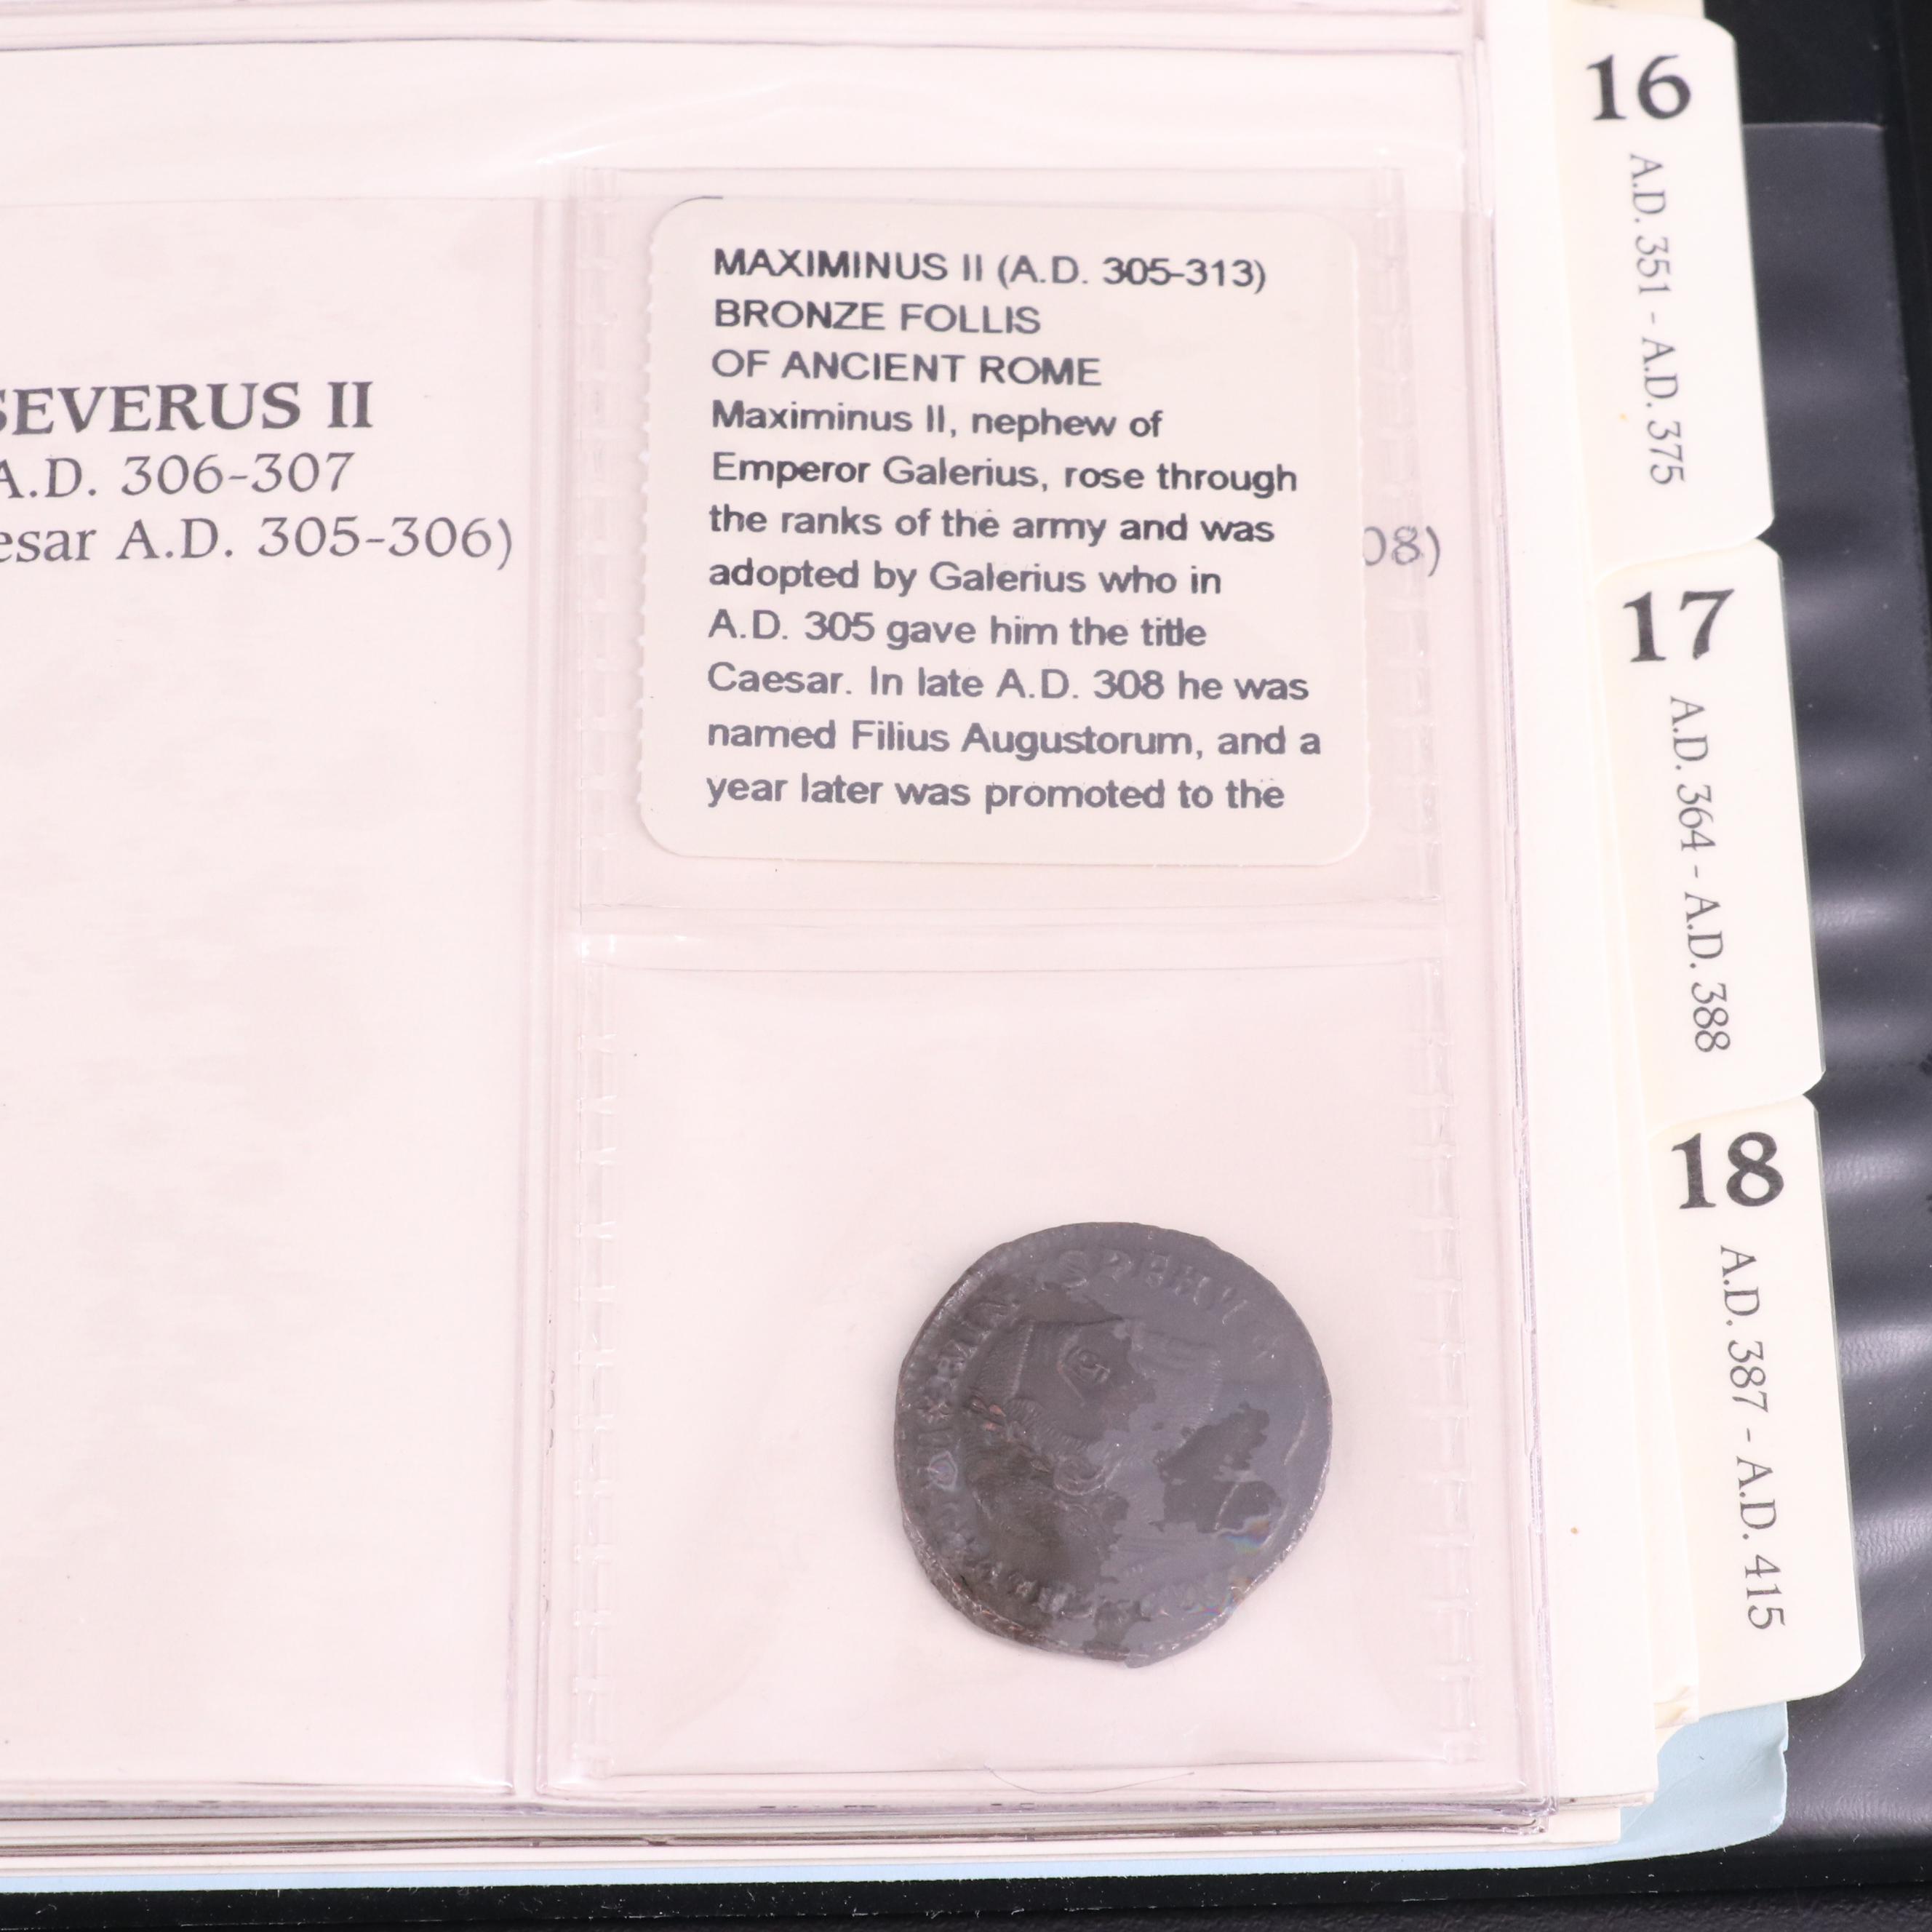 SEVERUS II
A.D. 306-307
esar A.D. 305-306)
MAXIMINUS II (A.D. 305-313)
BRONZE FOLLIS
OF ANCIENT ROME
Maximinus II, nephew of
Emperor Galerius, rose through
the ranks of the army and was
adopted by Galerius who in
A.D. 305 gave him the title
Caesar. In late A.D. 308 he was
named Filius Augustorum, and a
year later was promoted to the
08)
16
A.D. 351 - A.D. 375
17
A.D. 364 - A.D. 388
18
A.D. 387 - A.D. 415